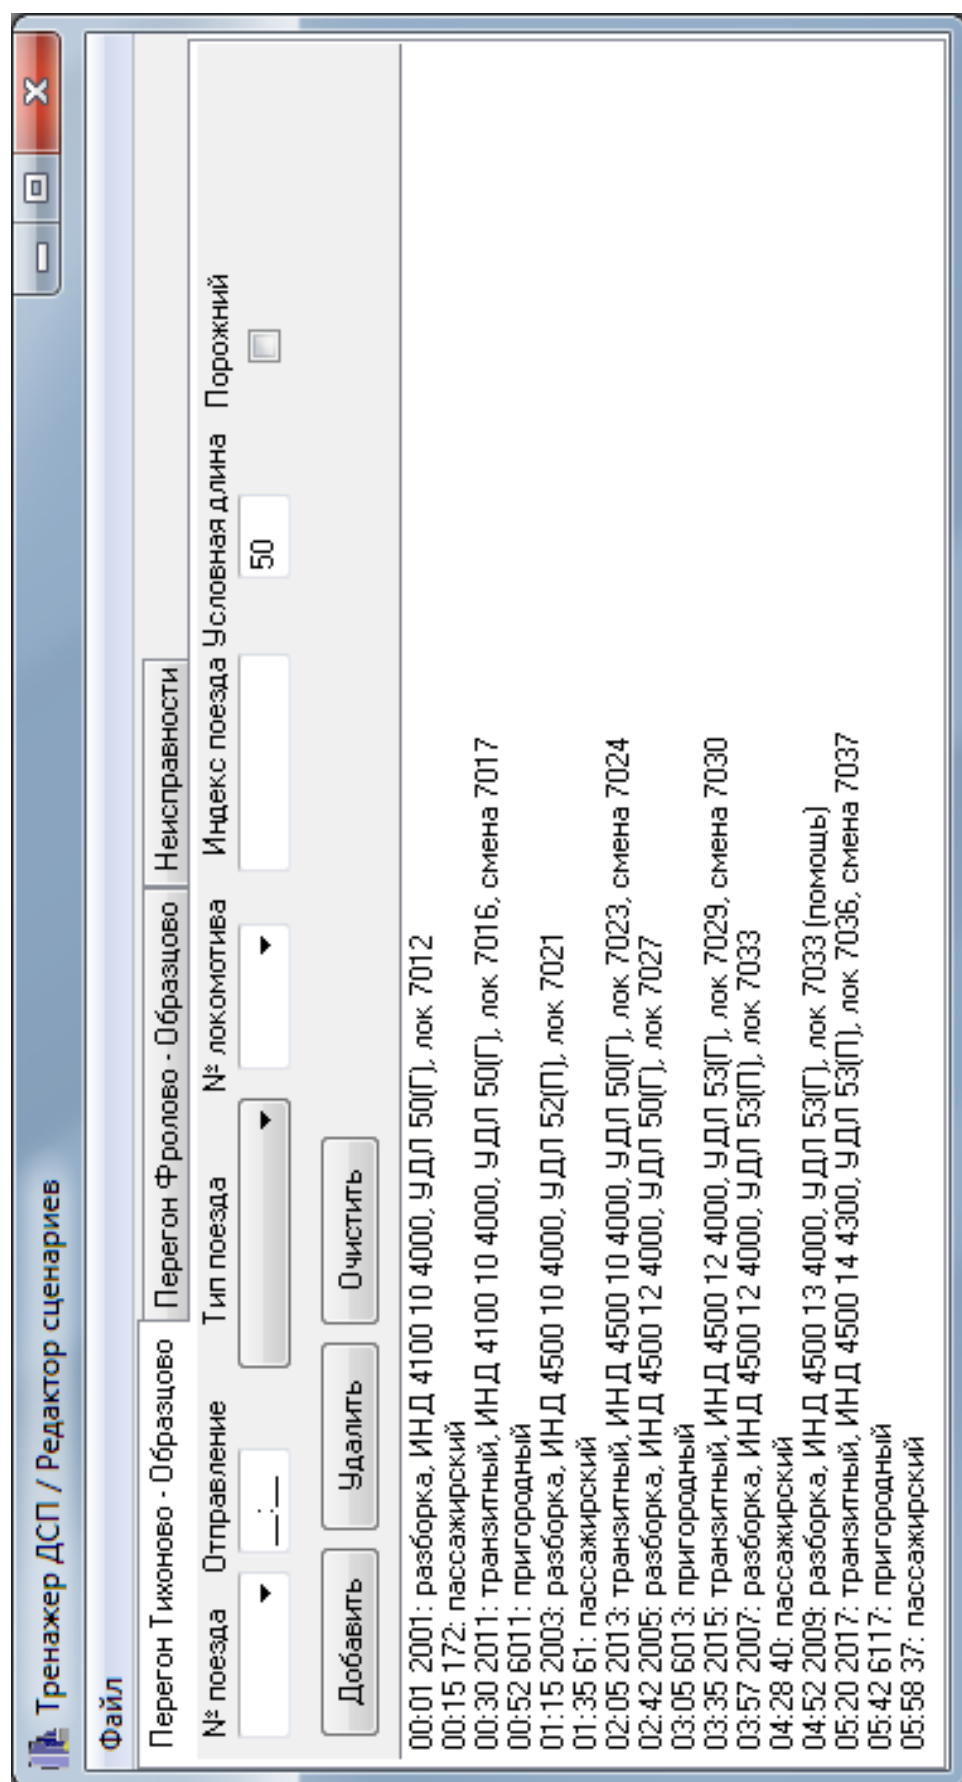 Тренажер ДСП / Редактор сценариев
Файл
Перегон Тихоново - Образцово Перегон Фролово - Образцово Неисправности
№ поезда Отправление Тип поезда № локомотива Индекс поезда Условная длина Порожний
__:__ 50
Добавить Удалить Очистить
00:01 2001: разборка, ИНД 4100 10 4000, УДЛ 50(Г), лок 7012
00:15 172: пассажирский
00:30 2011: транзитный, ИНД 4100 10 4000, УДЛ 50(Г), лок 7016, смена 7017
00:52 6011: пригородный
01:15 2003: разборка, ИНД 4500 10 4000, УДЛ 52(П), лок 7021
01:35 61: пассажирский
02:05 2013: транзитный, ИНД 4500 10 4000, УДЛ 50(Г), лок 7023, смена 7024
02:42 2005: разборка, ИНД 4500 12 4000, УДЛ 50(Г), лок 7027
03:05 6013: пригородный
03:35 2015: транзитный, ИНД 4500 12 4000, УДЛ 53(Г), лок 7029, смена 7030
03:57 2007: разборка, ИНД 4500 12 4000, УДЛ 53(П), лок 7033
04:28 40: пассажирский
04:52 2009: разборка, ИНД 4500 13 4000, УДЛ 53(Г), лок 7033 (помощь)
05:20 2017: транзитный, ИНД 4500 14 4300, УДЛ 53(П), лок 7036, смена 7037
05:42 6117: пригородный
05:58 37: пассажирский